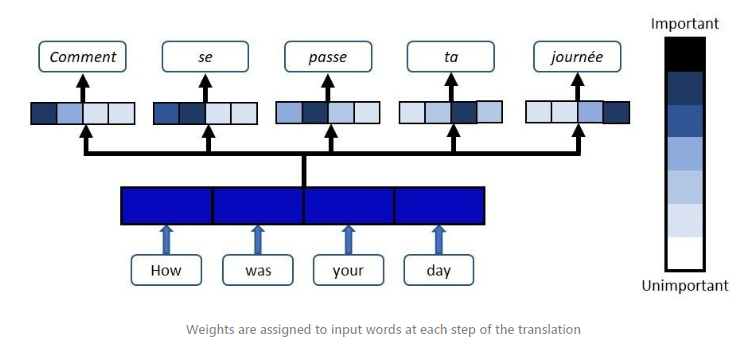 Important
Comment se passe ta journée
How was your day
Unimportant
Weights are assigned to input words at each step of the translation